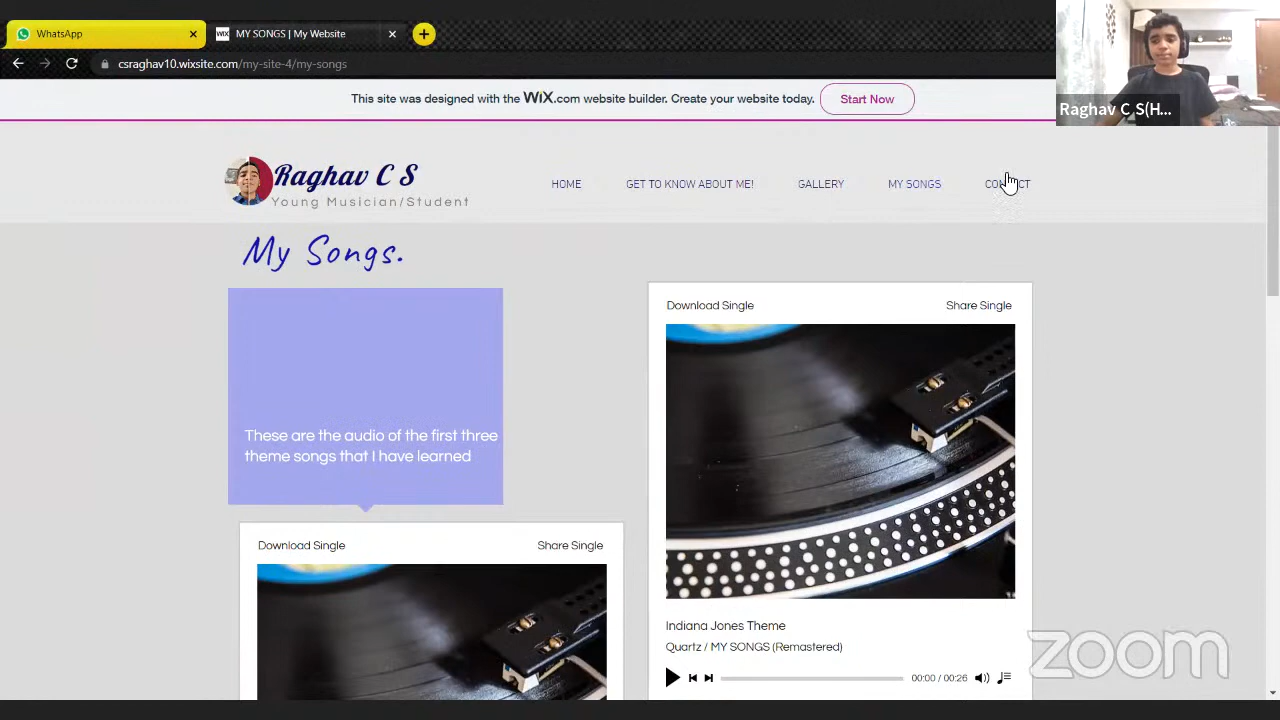 WhatsApp
WIX MY SONGS | My Website
csraghav10.wixsite.com/my-site-4/my-songs
This site was designed with the WiX.com website builder. Create your website today. Start Now
Raghav C S(H...
Raghav C S
Young Musician/Student
HOME GET TO KNOW ABOUT ME! GALLERY MY SONGS CONTACT
My Songs.
These are the audio of the first three
theme songs that I have learned
Download Single Share Single
Download Single Share Single
Indiana Jones Theme
Quartz / MY SONGS (Remastered)
00:00 / 00:26
zoom